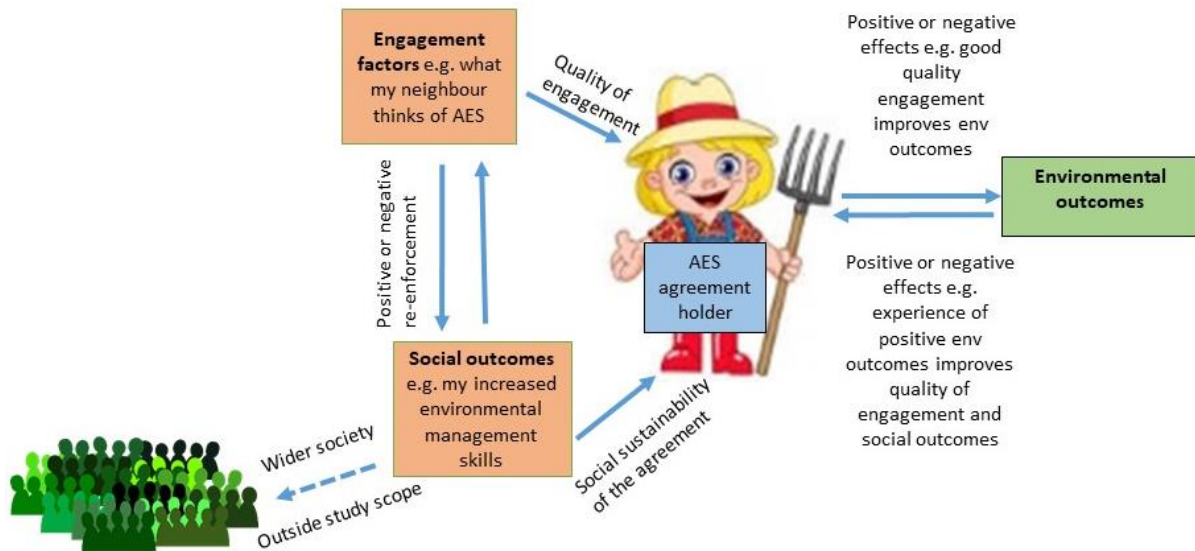 Engagement
factors e.g. what
my neighbour
thinks of AES
Quality of
engagement
Positive or negative
effects e.g. good
quality
engagement
improves env
outcomes
Environmental
outcomes
Positive or negative
re-enforcement
AES
agreement
holder
Positive or negative
effects e.g.
experience of
positive env
outcomes improves
quality of
engagement and
social outcomes
Social outcomes
e.g. my increased
environmental
management
skills
Social sustainability
of the agreement
Wider society
Outside study scope